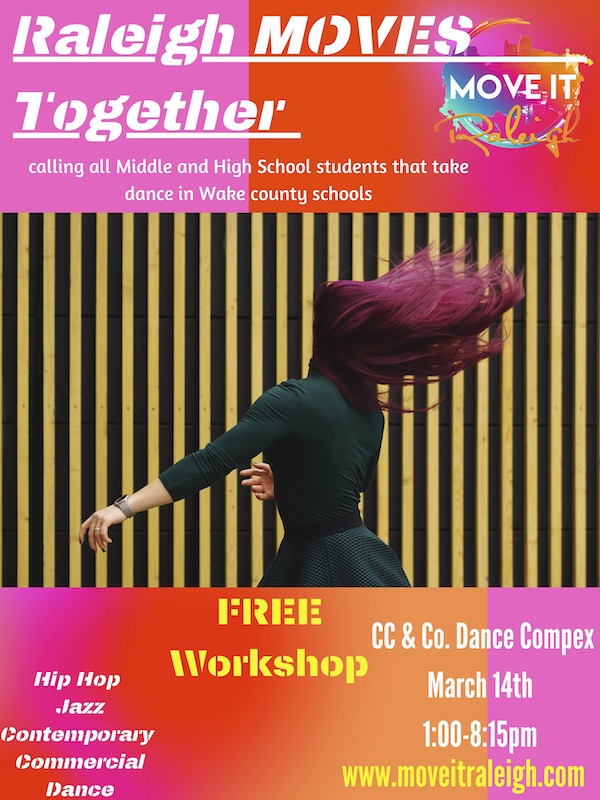 Raleigh MOVES
Together
MOVE IT
Raleigh
calling all Middle and High School students that take
dance in Wake county schools
FREE
Workshop
Hip Hop
Jazz
Contemporary
Commercial
Dance
CC & Co. Dance Compex
March 14th
1:00-8:15pm
www.moveitraleigh.com